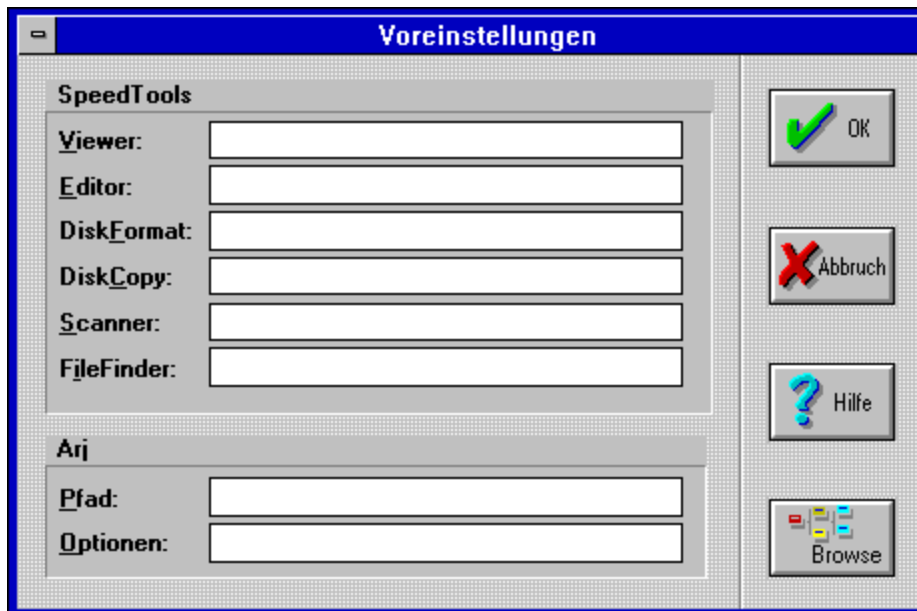 Voreinstellungen
SpeedTools
Viewer:
Editor:
DiskFormat:
DiskCopy:
Scanner:
FileFinder:
Arj
Pfad:
Optionen:
OK
Abbruch
Hilfe
Browse